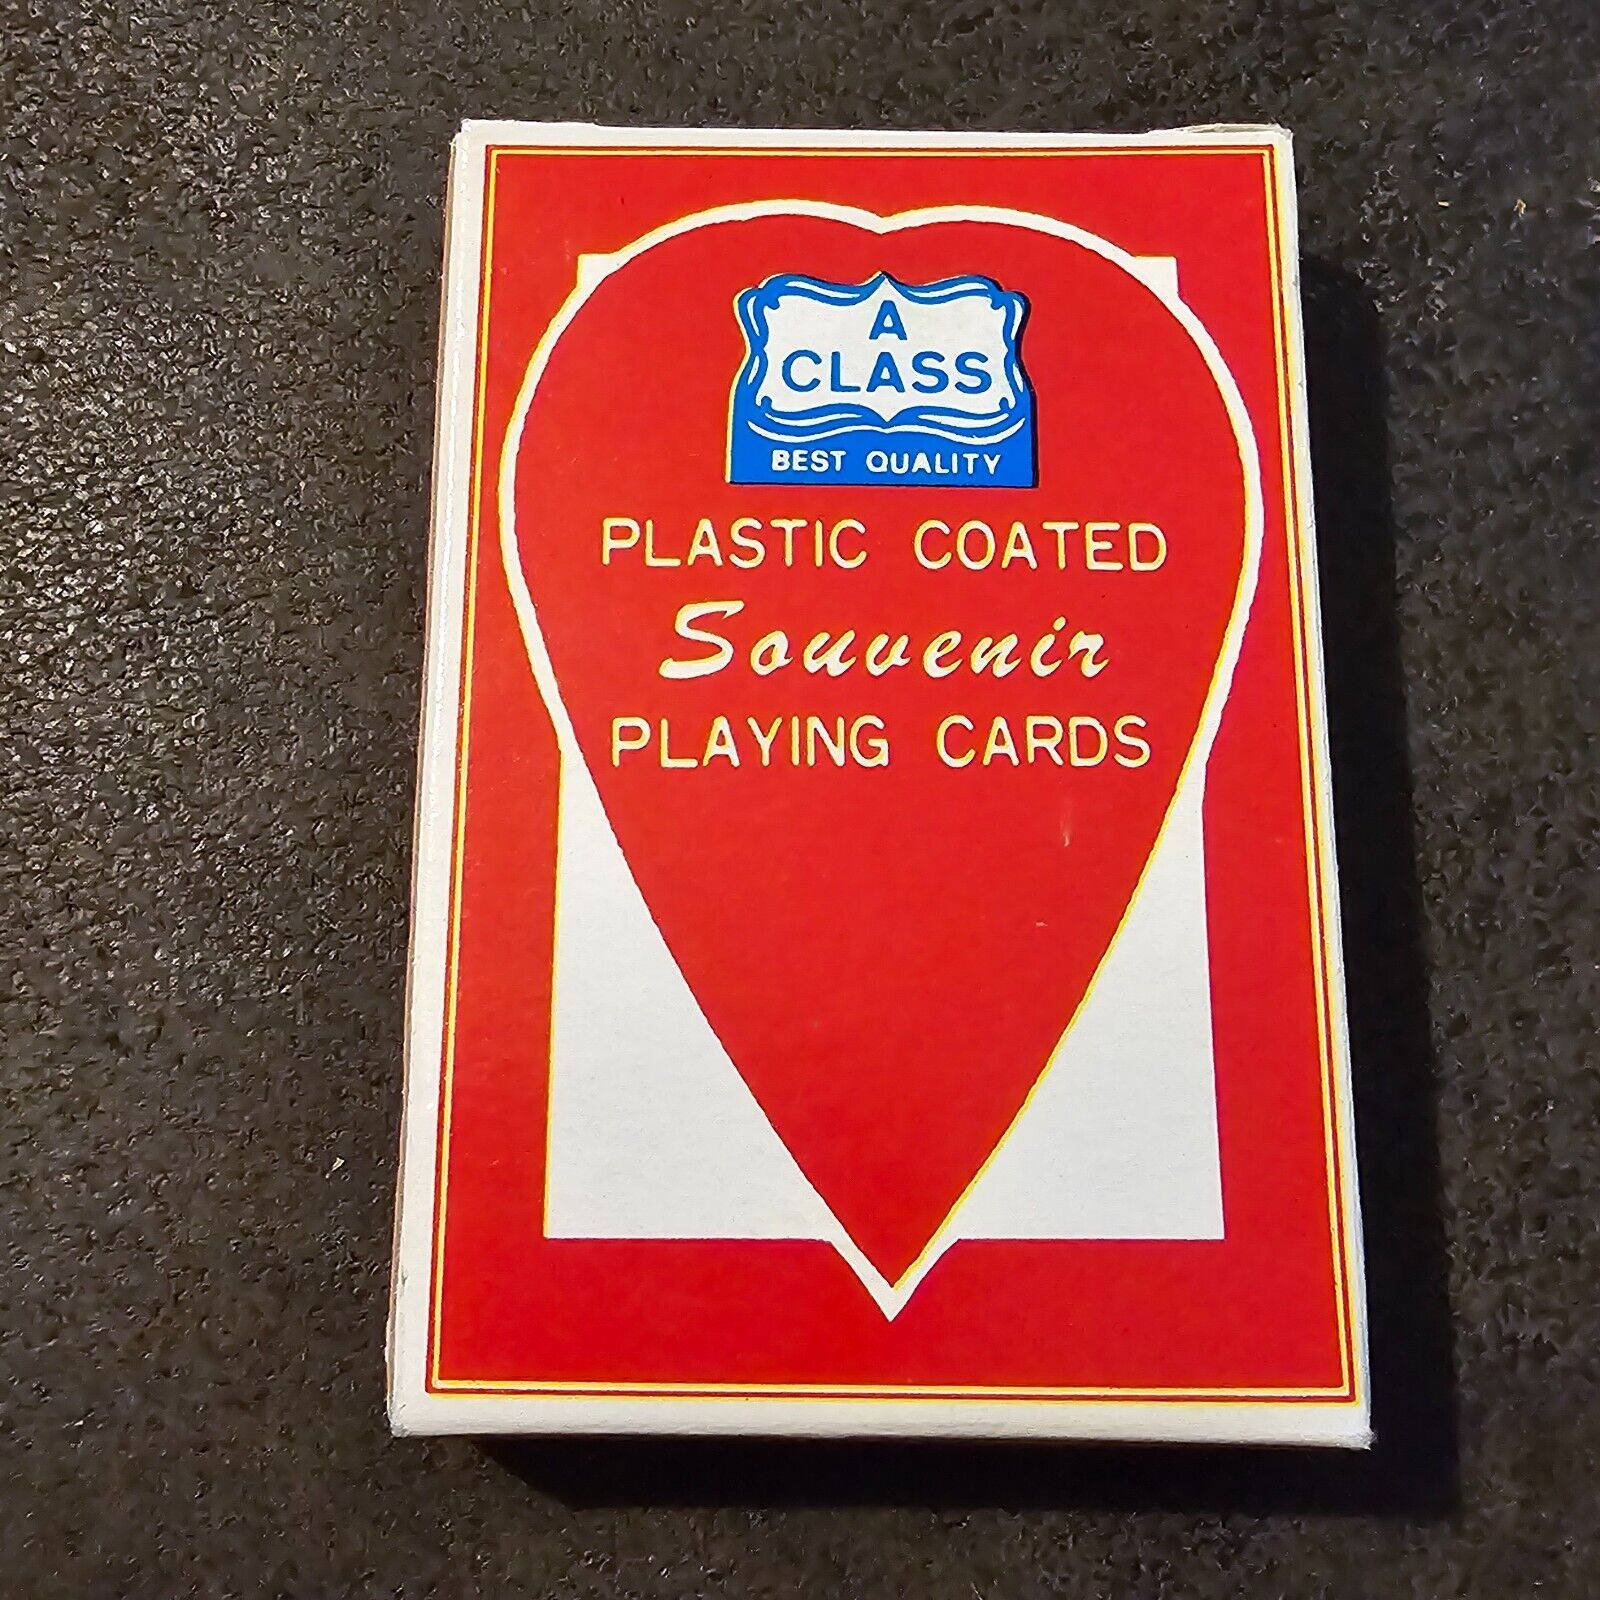 A
CLASS
BEST QUALITY
PLASTIC COATED
Souvenir
PLAYING CARDS